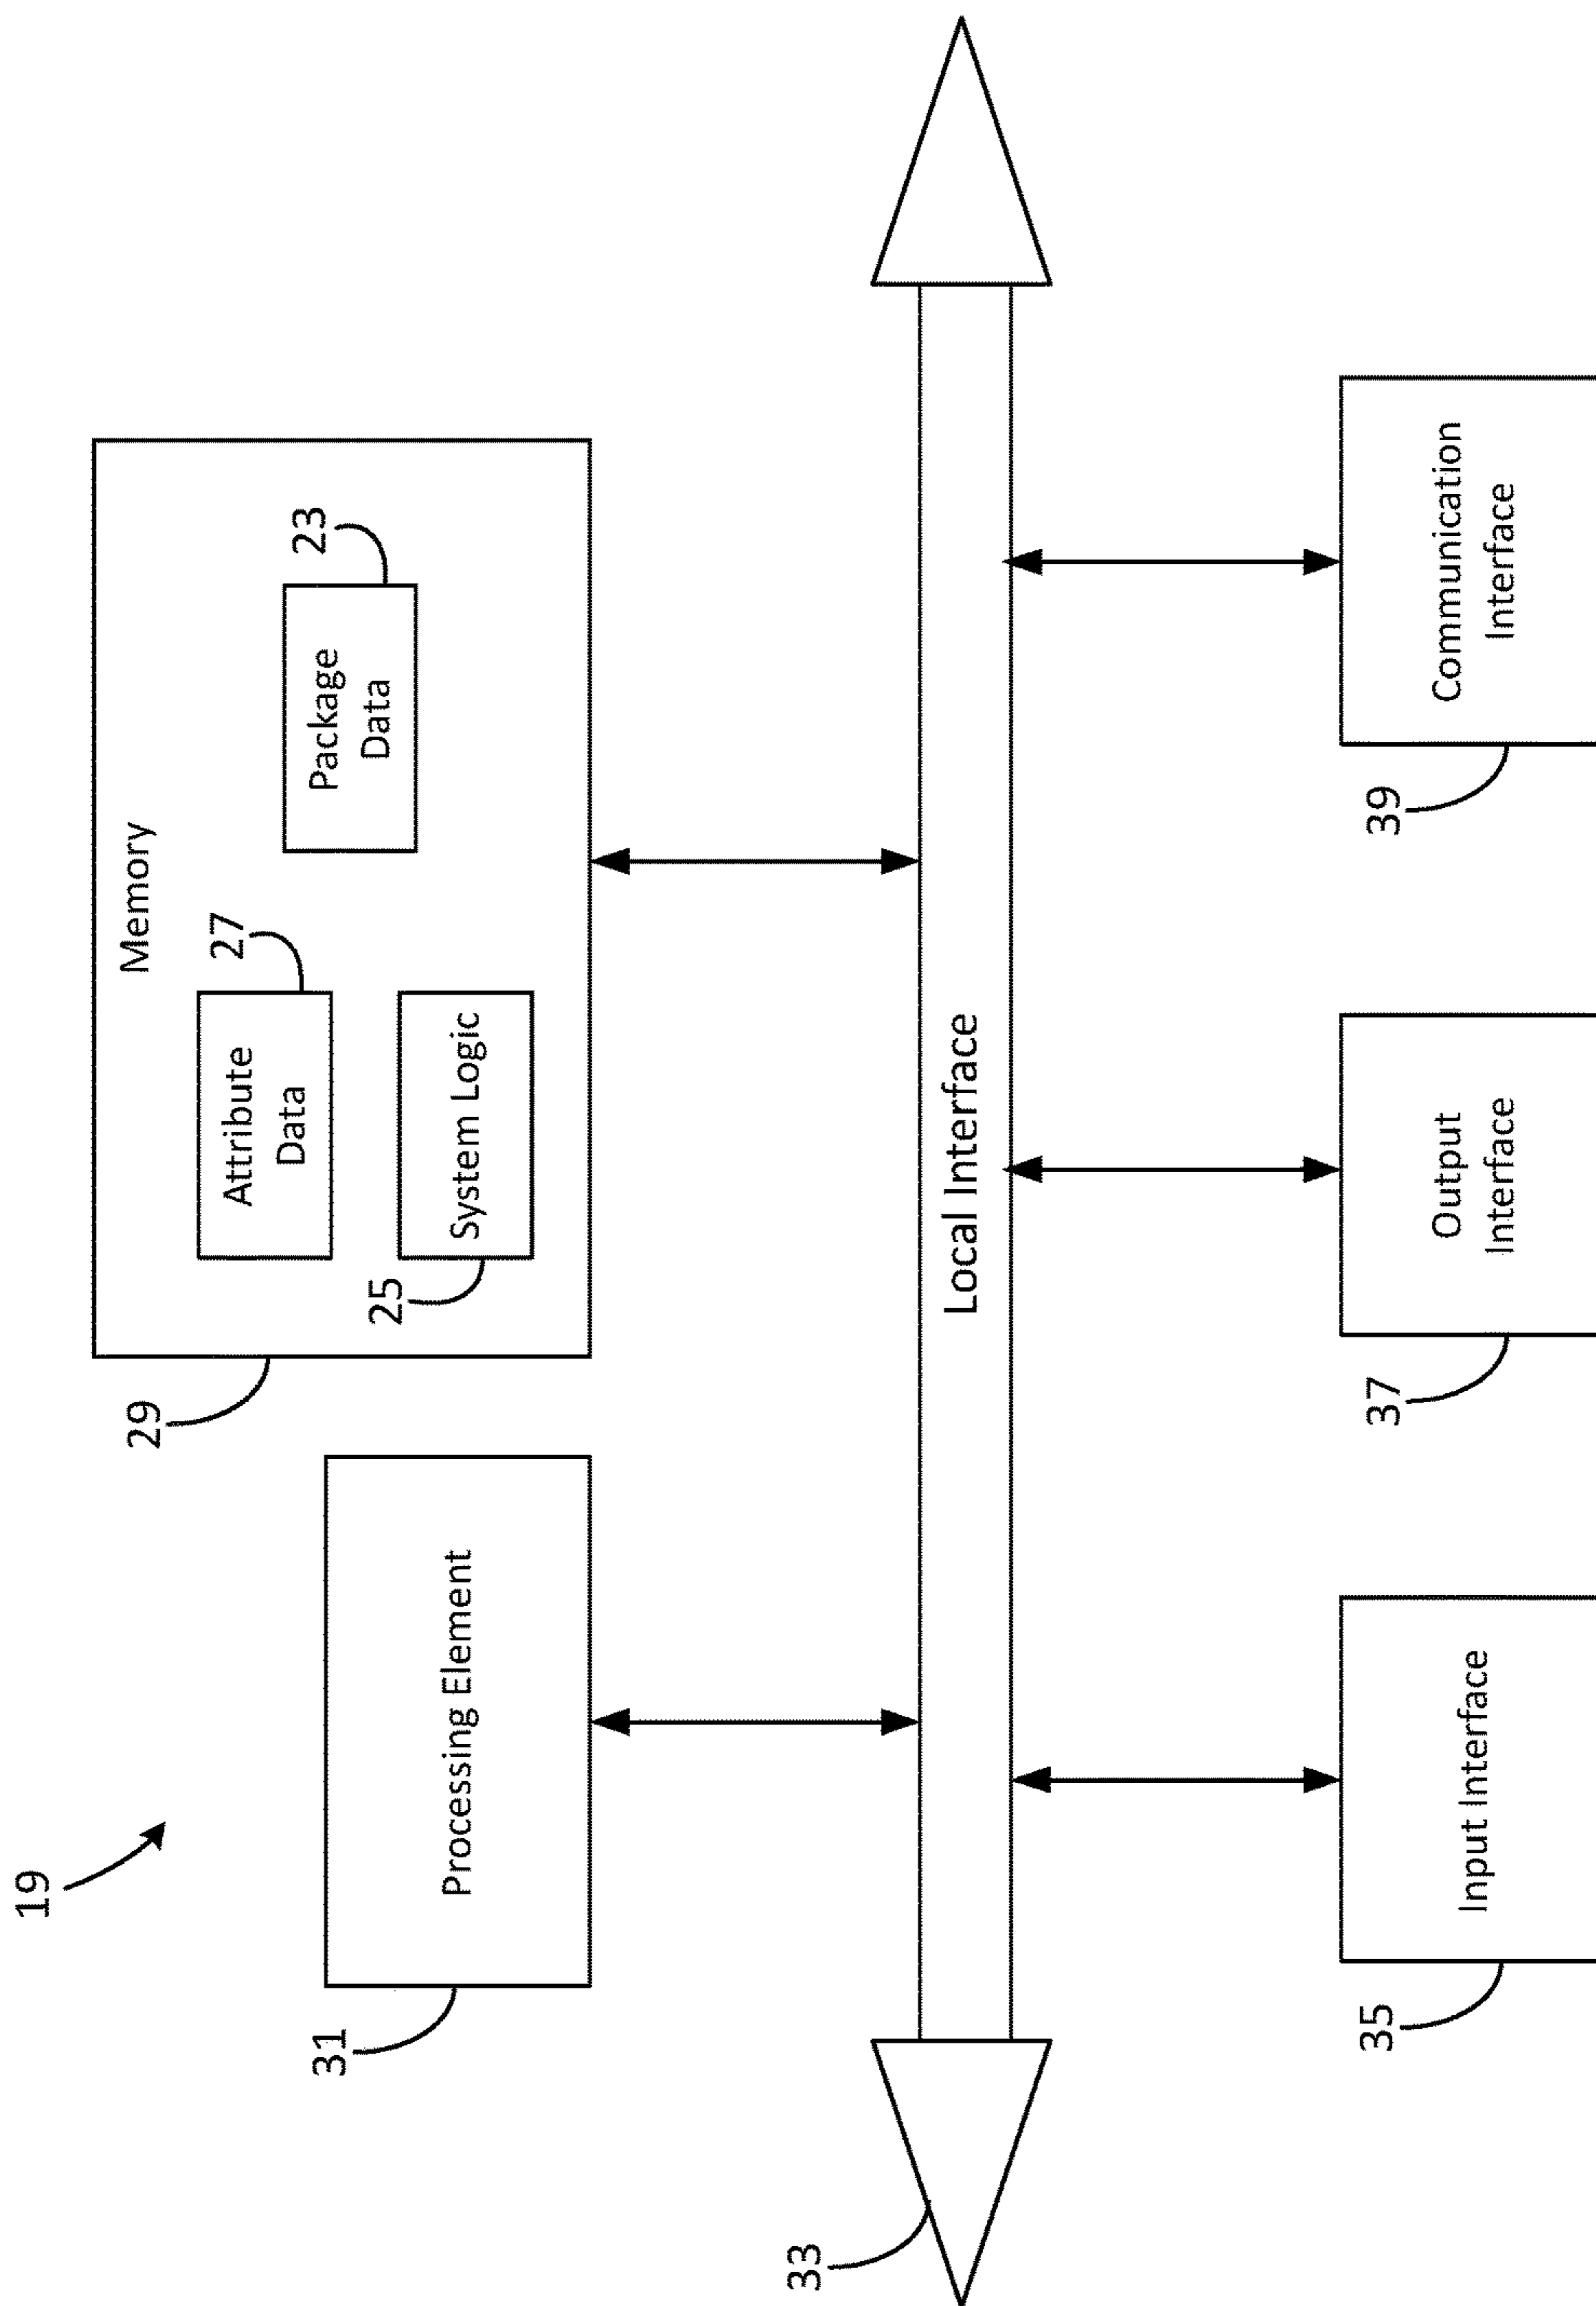 19
Memory
29
Attribute
Data
27
Package
Data
23
System Logic
25
Processing Element
31
33
Local Interface
Input Interface
35
Output
Interface
37
Communication
Interface
39